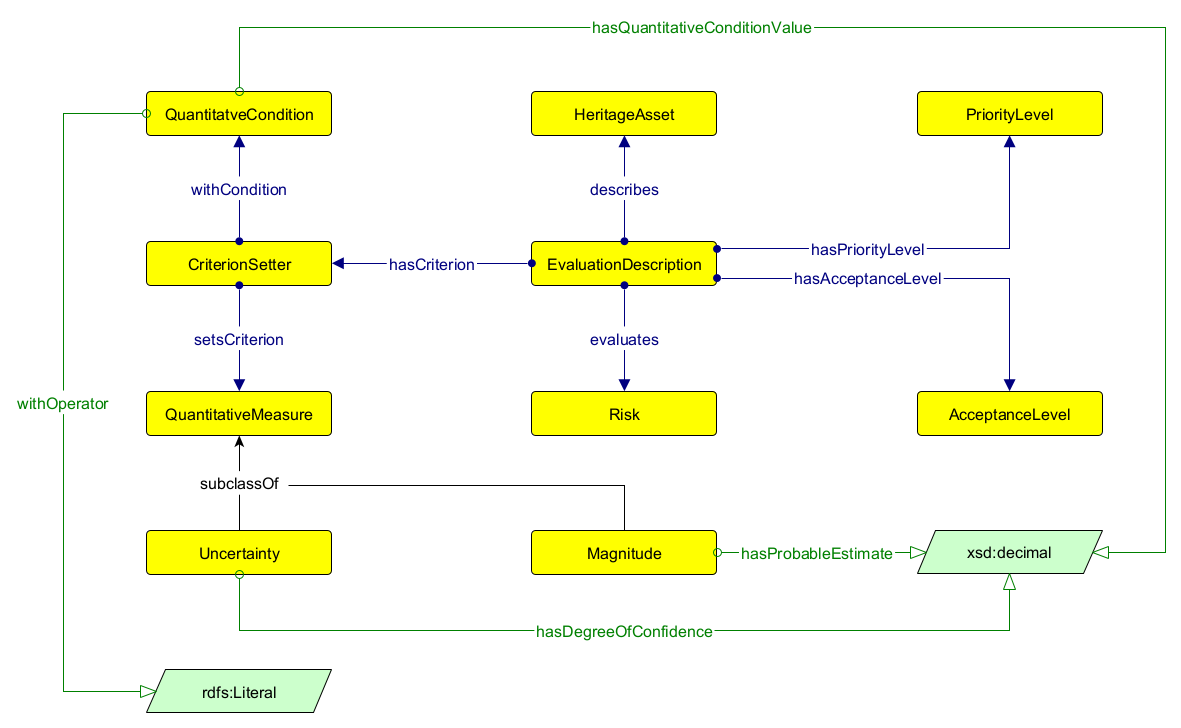 hasQuantitativeConditionValue
QuantitatveCondition
HeritageAsset
PriorityLevel
withCondition
describes
hasPriorityLevel
CriterionSetter
hasCriterion
EvaluationDescription
hasAcceptanceLevel
setsCriterion
evaluates
withOperator
QuantitativeMeasure
Risk
AcceptanceLevel
subclassOf
Uncertainty
Magnitude
hasProbableEstimate
xsd:decimal
hasDegreeOfConfidence
rdfs:Literal